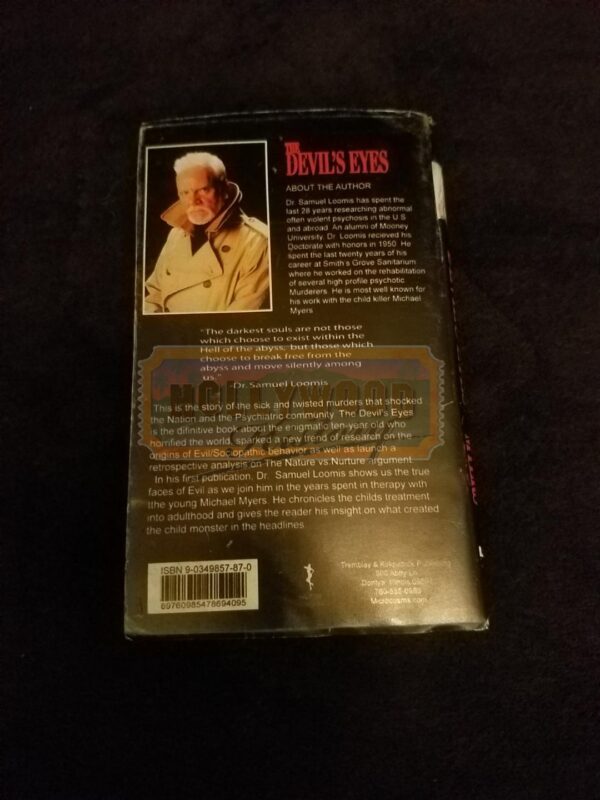 THE
DEVIL'S EYES
ABOUT THE AUTHOR
Dr. Samuel Loomis has spent the
last 28 years researching abnormal
often violent psychosis in the U.S
and abroad. An alumni of Mooney
University. Dr. Loomis recieved his
Doctorate with honors in 1950. He
spent the last twenty years of his
career at Smith's Grove Sanitarium
where he worked on the rehabilitation
of several high profile psychotic
Murderers. He is most well known for
his work with the child killer Michael
Myers
"The darkest souls are not those
which choose to exist within the
Hell of the abyss, but those which
choose to break free from the
abyss and move silently among
us."
-Dr. Samuel Loomis
HOLLYWOOD
This is the story of the sick and twisted murders that shocked
the Nation and the Psychiatric community. The Devil's Eyes
is the difinitive book about the enigmatic ten year old who
horrified the world, sparked a new trend of research on the
origins of Evil/Sociopathic behavior as well as launch a
retrospective analysis on The Nature vs. Nurture argument.
In his first publication, Dr. Samuel Loomis shows us the true
faces of Evil as we join him in the years spent in therapy with
the young Michael Myers. He chronicles the childs treatment
into adulthood and gives the reader his insight on what created
the child monster in the headlines
ISBN 9-0349857-87-0
69760985478694095
Tremblay & Kirkpatrick Publishing
Illinois
Microcosms.com